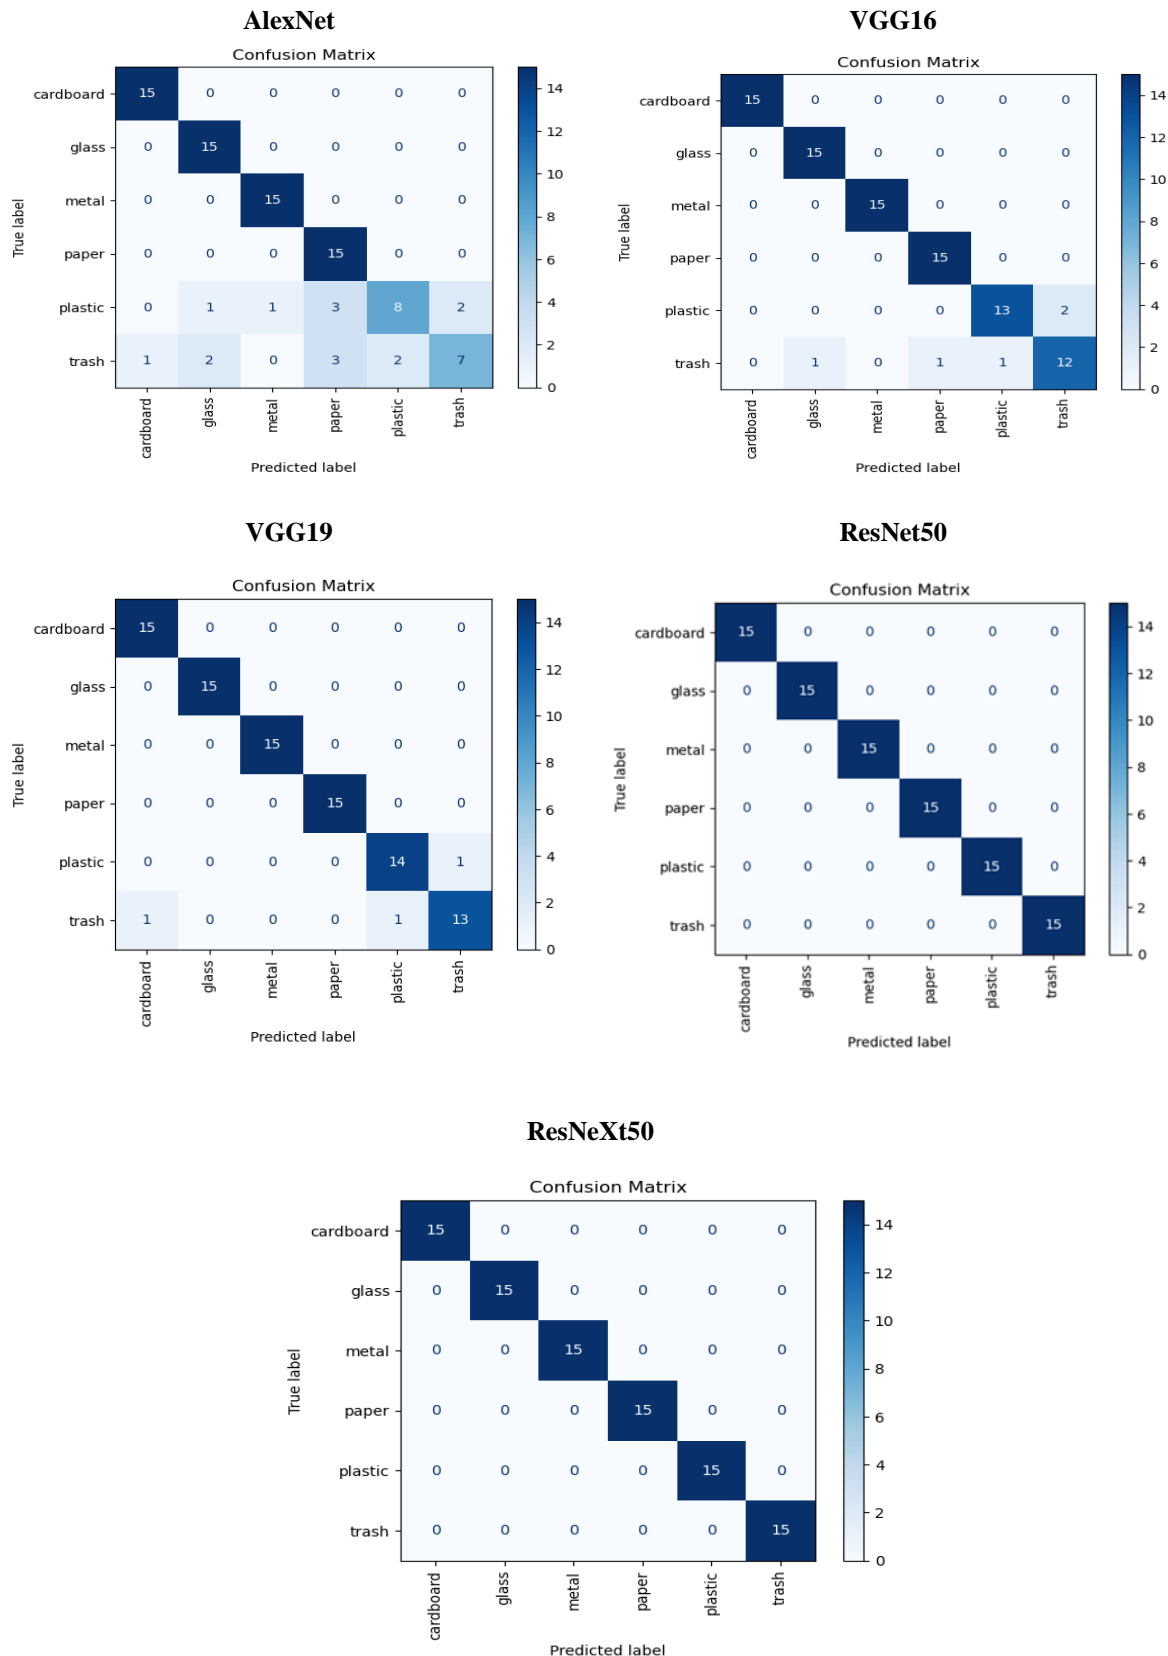 AlexNet
Confusion Matrix
cardboard 15 0 0 0 0 0
glass 0 15 0 0 0 0
metal 0 0 15 0 0 0
paper 0 0 0 15 0 0
plastic 0 1 1 3 8 2
trash 1 2 0 3 2 7
True label
cardboard glass metal paper plastic trash
Predicted label
14
12
10
8
6
4
2
0
VGG16
Confusion Matrix
cardboard 15 0 0 0 0 0
glass 0 15 0 0 0 0
metal 0 0 15 0 0 0
paper 0 0 0 15 0 0
plastic 0 0 0 0 13 2
trash 0 1 0 1 1 12
True label
cardboard glass metal paper plastic trash
Predicted label
14
12
10
8
6
4
2
0
VGG19
Confusion Matrix
cardboard 15 0 0 0 0 0
glass 0 15 0 0 0 0
metal 0 0 15 0 0 0
paper 0 0 0 15 0 0
plastic 0 0 0 0 14 1
trash 1 0 0 0 1 13
True label
cardboard glass metal paper plastic trash
Predicted label
14
12
10
8
6
4
2
0
ResNet50
Confusion Matrix
cardboard 15 0 0 0 0 0
glass 0 15 0 0 0 0
metal 0 0 15 0 0 0
paper 0 0 0 15 0 0
plastic 0 0 0 0 15 0
trash 0 0 0 0 0 15
True label
cardboard glass metal paper plastic trash
Predicted label
14
12
10
8
6
4
2
0
ResNeXt50
Confusion Matrix
cardboard 15 0 0 0 0 0
glass 0 15 0 0 0 0
metal 0 0 15 0 0 0
paper 0 0 0 15 0 0
plastic 0 0 0 0 15 0
trash 0 0 0 0 0 15
True label
cardboard glass metal paper plastic trash
Predicted label
14
12
10
8
6
4
2
0